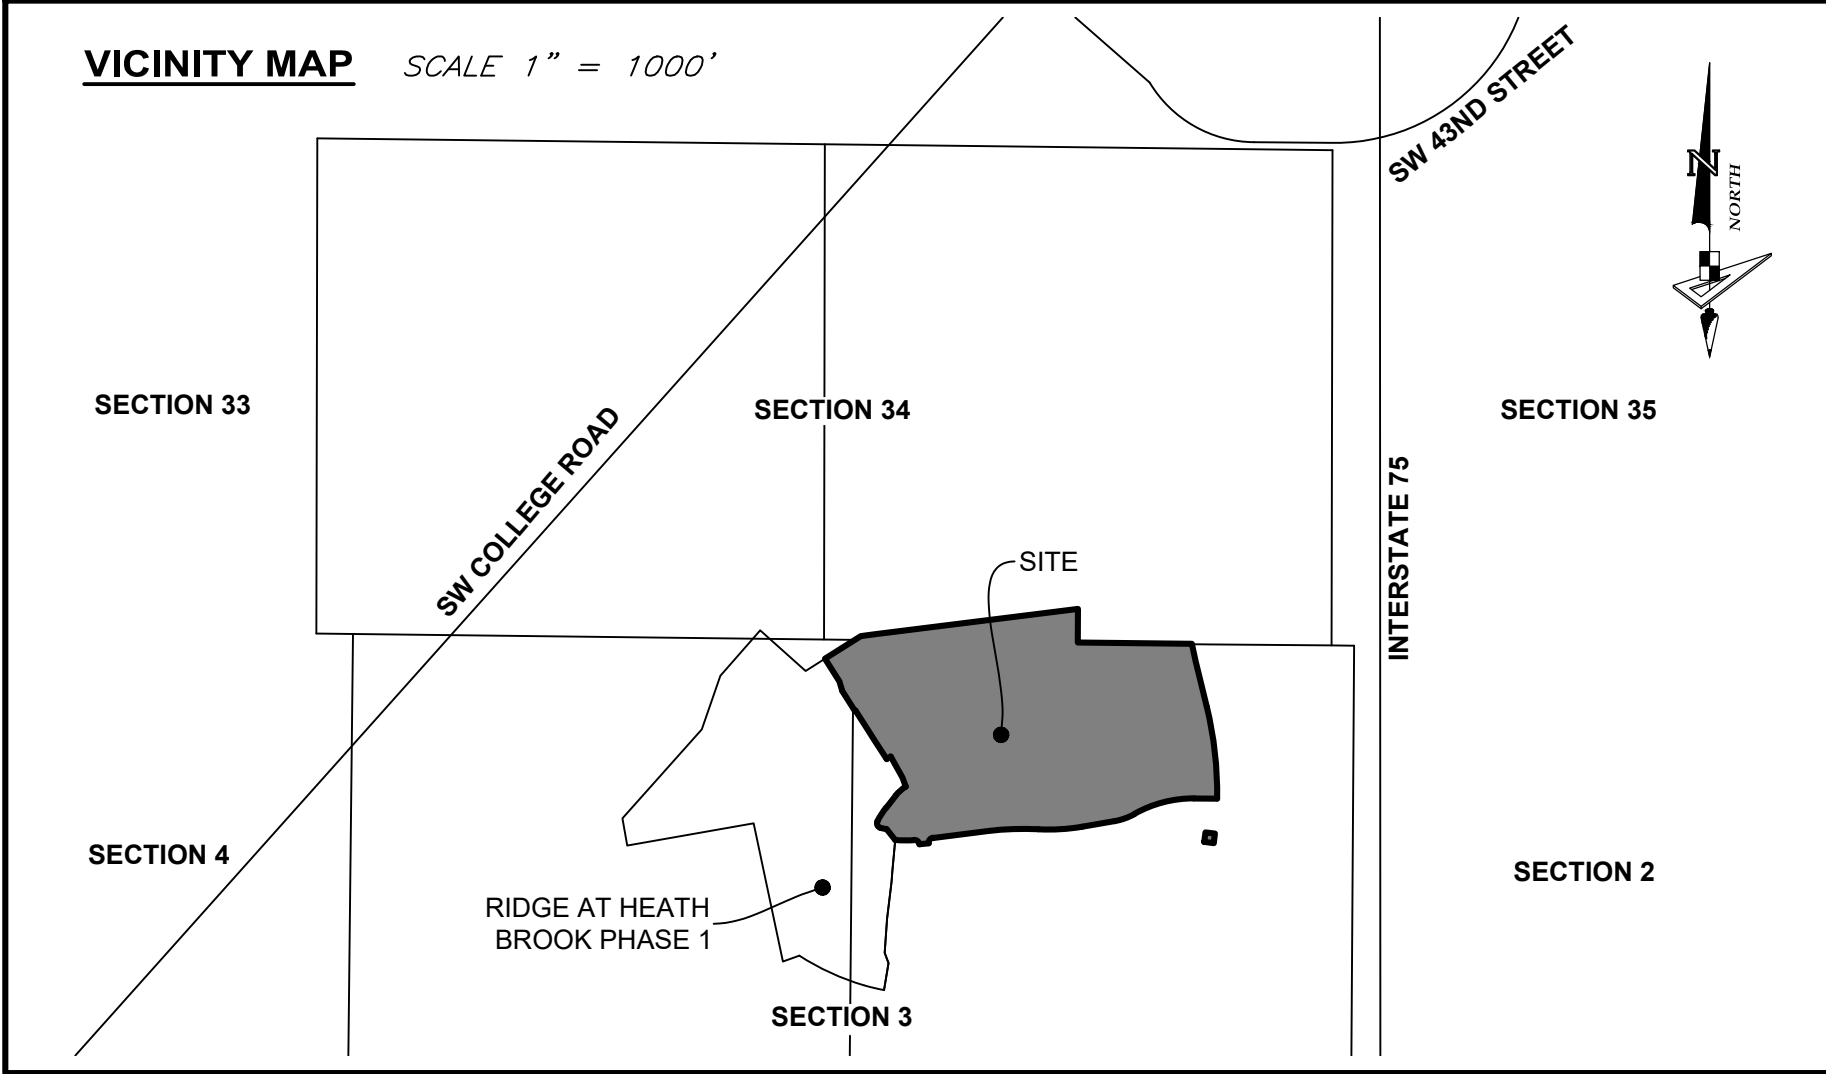 VICINITY MAP SCALE 1” = 1000’
SW 43ND STREET
N
NORTH
SECTION 33
SECTION 34
SECTION 35
SW COLLEGE ROAD
INTERSTATE 75
SITE
SECTION 4
SECTION 2
RIDGE AT HEATH
BROOK PHASE 1
SECTION 3